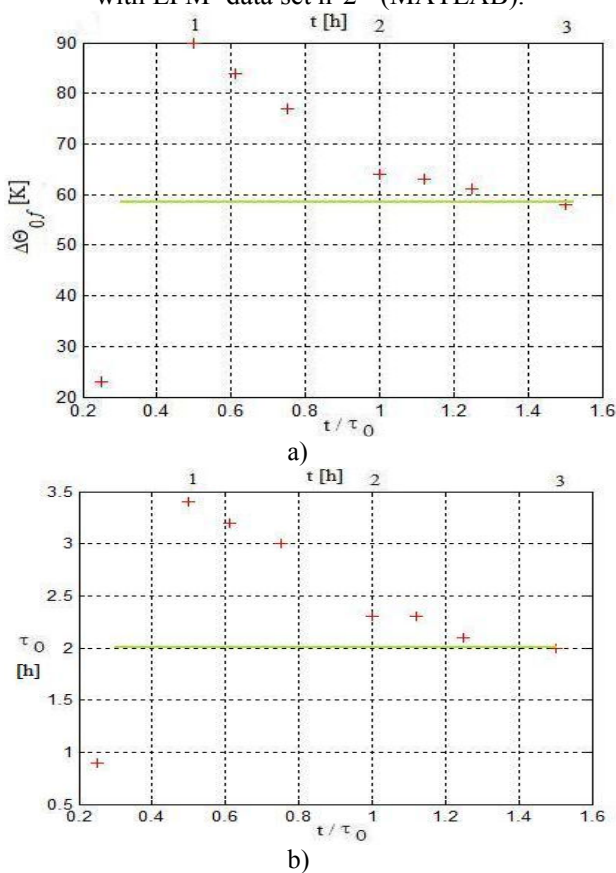 with LPM data set nº2 (MATLAB).
1 t [h] 2 3
90
80
70
60
50
40
30
20
ΔΘ0f [K]
0.2 0.4 0.6 0.8 1 1.2 1.4 1.6
t / τ0
a)
1 t [h] 2 3
3.5
3
2.5
τ0
2
[h]
1.5
1
0.5
0.2 0.4 0.6 0.8 1 1.2 1.4 1.6
t / τ0
b)